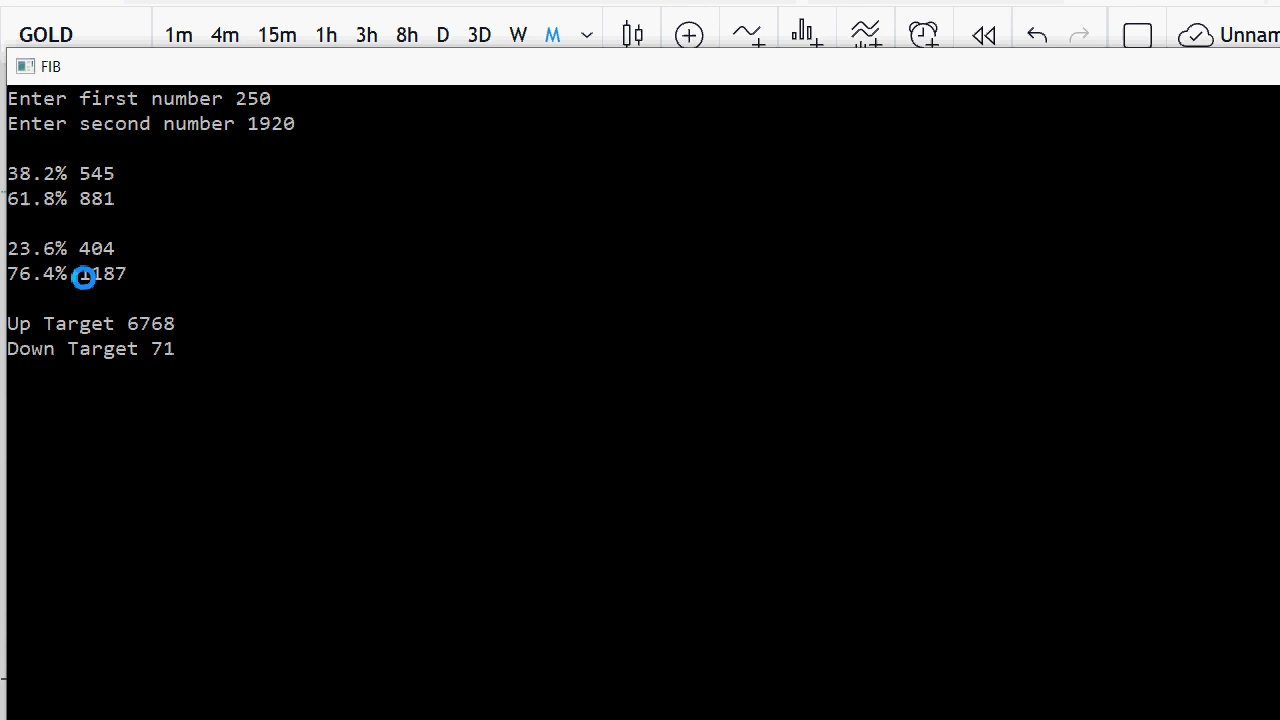 GOLD 1m 4m 15m 1h 3h 8h D 3D W M Unnam
FIB
Enter first number 250
Enter second number 1920
38.2% 545
61.8% 881
23.6% 404
76.4% 1187
Up Target 6768
Down Target 71